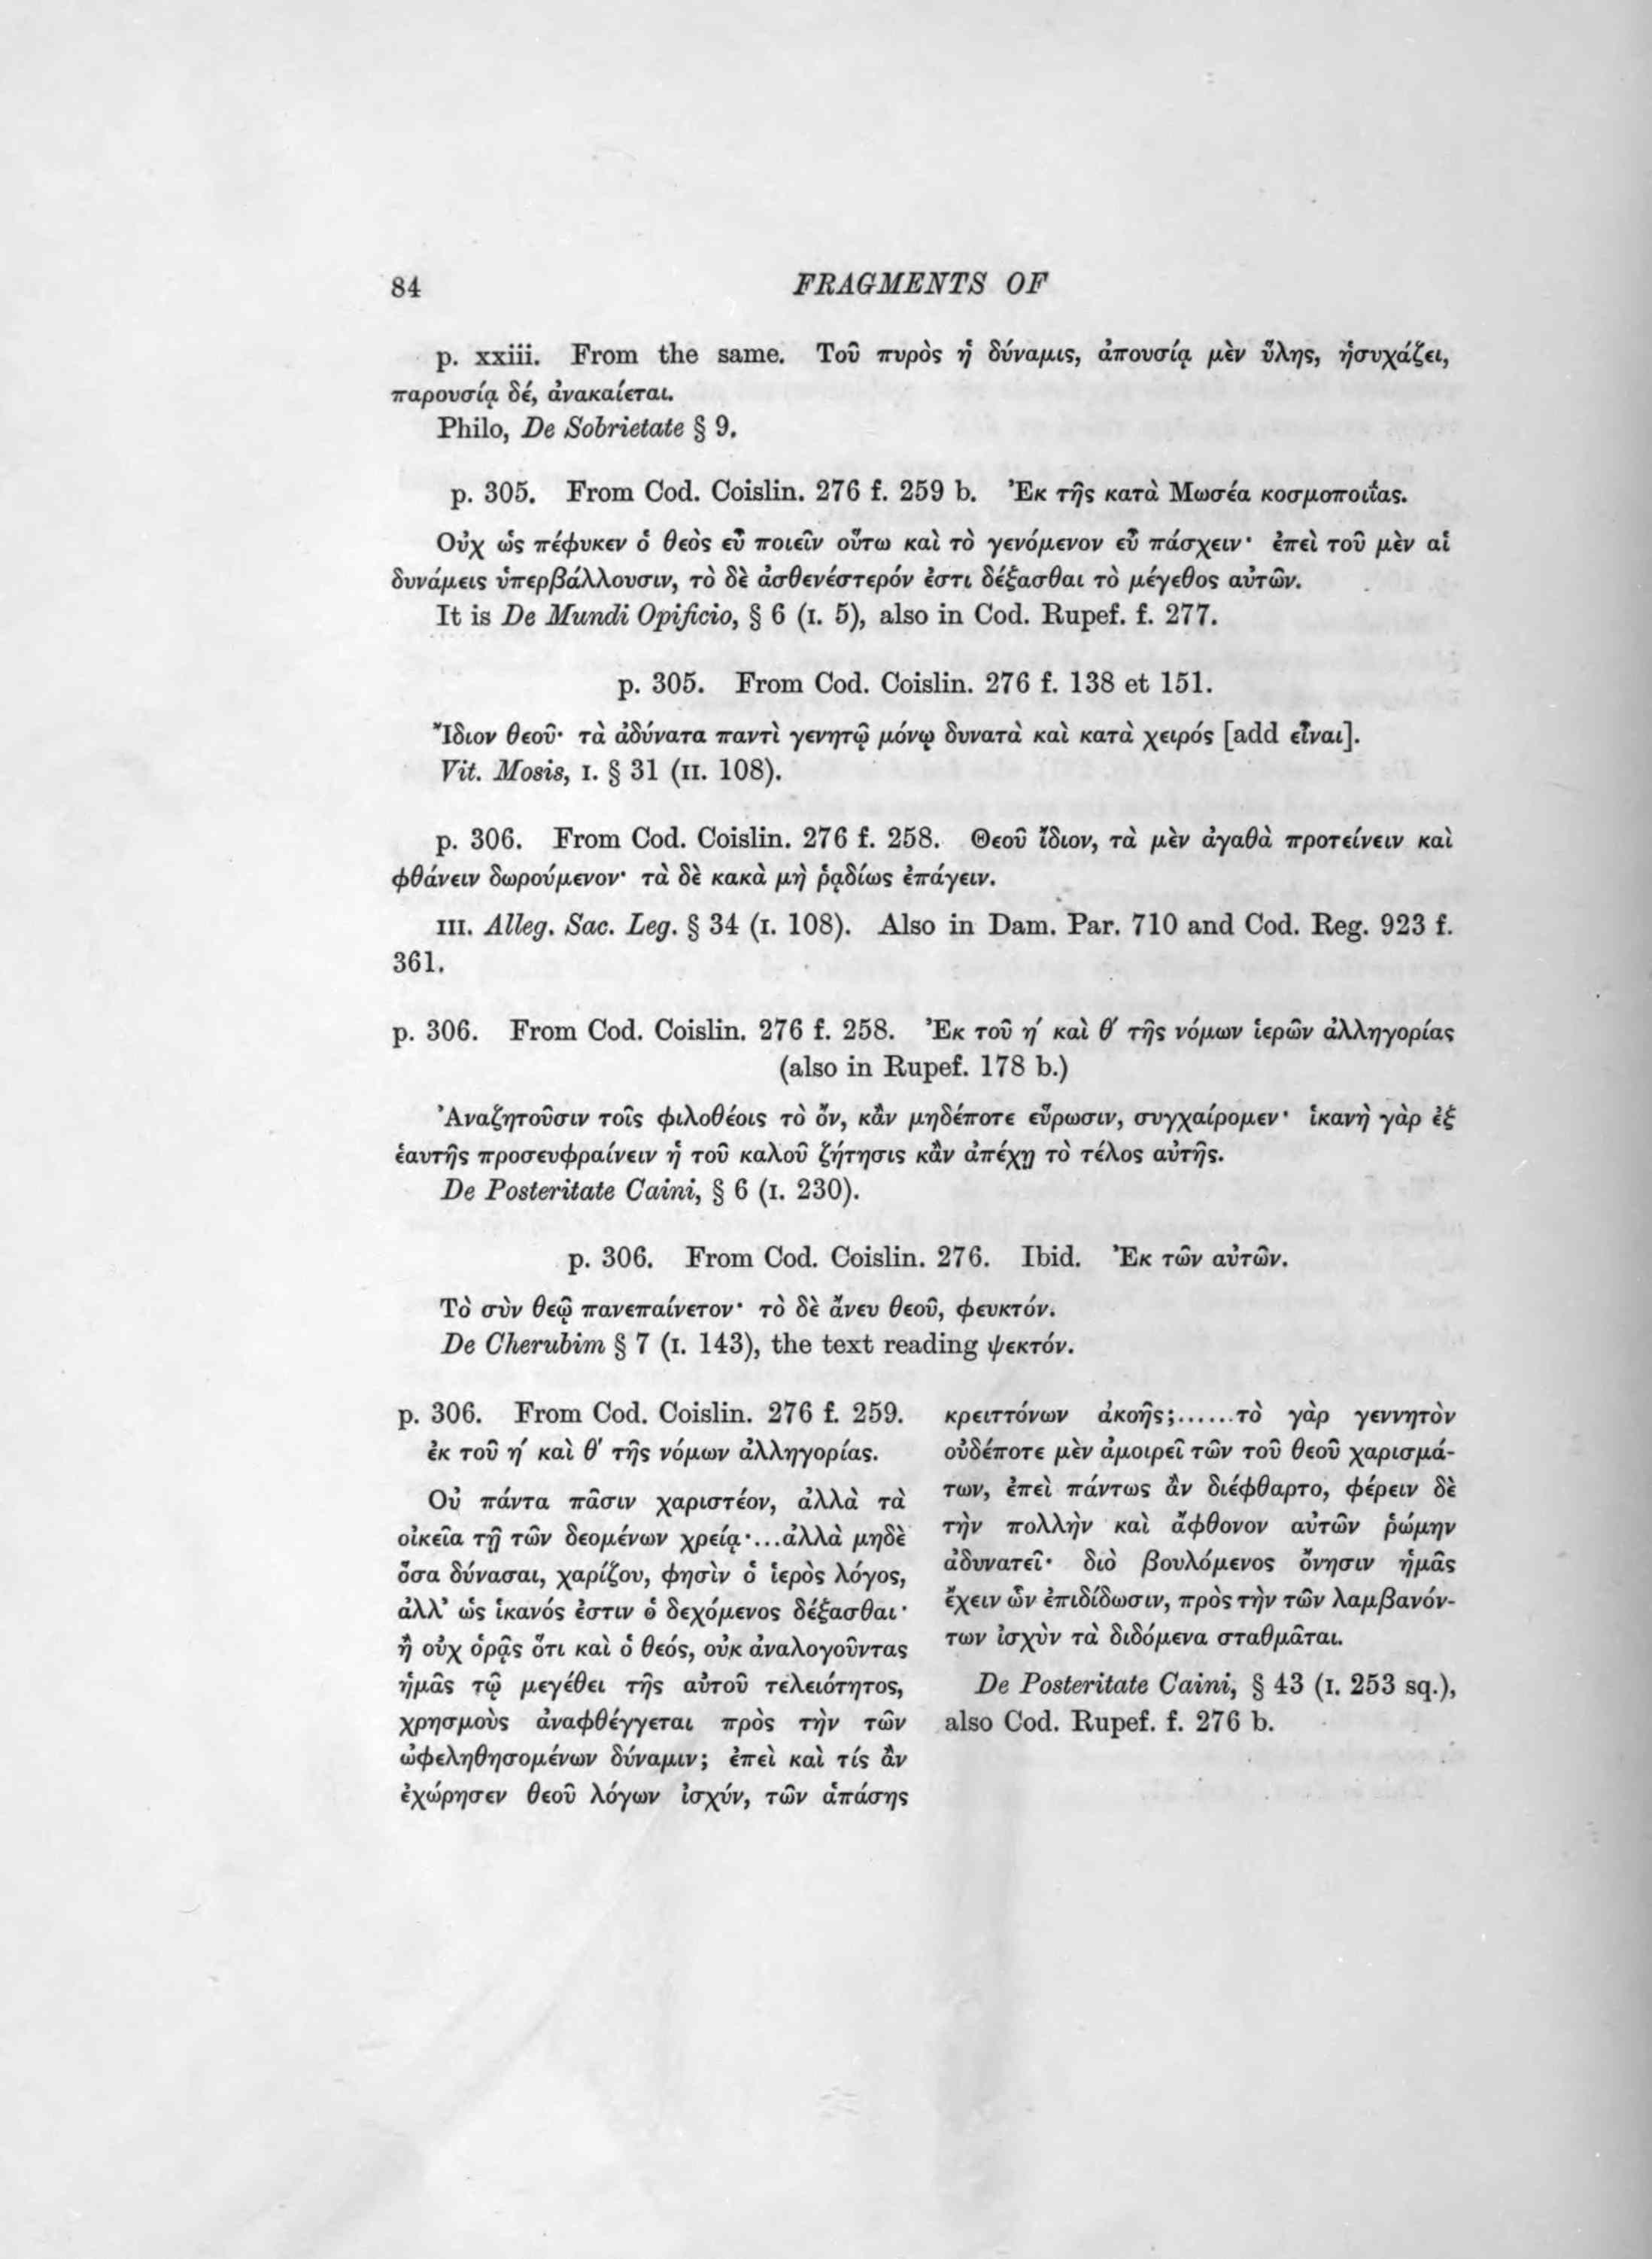 84
FRAGMENTS OF
p. xxiii. From the same. Τοῦ πυρὸς ἡ δύναμις, ἀπουσίᾳ μὲν ὕλης, ἡσυχάζει,
παρουσίᾳ δέ, ἀνακαίεται.
Philo, De Sobrietate § 9.
p. 305. From Cod. Coislin. 276 f. 259 b. Ἐκ τῆς κατὰ Μωσέα κοσμοποιΐας.
Οὐχ ὡς πέφυκεν ὁ θεὸς εὖ ποιεῖν οὕτω καὶ τὸ γενόμενον εὖ πάσχειν· ἐπεὶ τοῦ μὲν αἱ
δυνάμεις ὑπερβάλλουσιν, τὸ δὲ ἀσθενέστερόν ἐστι δέξασθαι τὸ μέγεθος αὐτῶν.
It is De Mundi Opificio, § 6 (I. 5), also in Cod. Rupef. f. 277.
p. 305. From Cod. Coislin. 276 f. 138 et 151.
Ἴδιον θεοῦ· τὰ ἀδύνατα παντὶ γενητῷ μόνῳ δυνατὰ καὶ κατὰ χειρός [add εἶναι].
Vit. Mosis, I. § 31 (II. 108).
p. 306. From Cod. Coislin. 276 f. 258. Θεοῦ ἴδιον, τὰ μὲν ἀγαθὰ προτείνειν καὶ
φθάνειν δωρούμενον· τὰ δὲ κακὰ μὴ ῥᾳδίως ἐπάγειν.
III. Alleg. Sac. Leg. § 34 (I. 108). Also in Dam. Par. 710 and Cod. Reg. 923 f.
361.
p. 306. From Cod. Coislin. 276 f. 258. Ἐκ τοῦ η΄ καὶ θ΄ τῆς νόμων ἱερῶν ἀλληγορίας
(also in Rupef. 178 b.)
Ἀναζητοῦσιν τοῖς φιλοθέοις τὸ ὄν, κἂν μηδέποτε εὕρωσιν, συγχαίρομεν· ἱκανὴ γὰρ ἐξ
ἑαυτῆς προσευφραίνειν ἡ τοῦ καλοῦ ζήτησις κἂν ἀπέχῃ τὸ τέλος αὐτῆς.
De Posteritate Caini, § 6 (I. 230).
p. 306. From Cod. Coislin. 276. Ibid. Ἐκ τῶν αὐτῶν.
Τὸ σὺν θεῷ πανεπαίνετον· τὸ δὲ ἄνευ θεοῦ, φευκτόν.
De Cherubim § 7 (I. 143), the text reading ψεκτόν.
p. 306. From Cod. Coislin. 276 f. 259.
ἐκ τοῦ η΄ καὶ θ΄ τῆς νόμων ἀλληγορίας.
Οὐ πάντα πᾶσιν χαριστέον, ἀλλὰ τὰ
οἰκεῖα τῇ τῶν δεομένων χρείᾳ·...ἀλλὰ μηδὲ
ὅσα δύνασαι, χαρίζου, φησὶν ὁ ἱερὸς λόγος,
ἀλλ’ ὡς ἱκανός ἐστιν ὁ δεχόμενος δέξασθαι·
ἢ οὐχ ὁρᾷς ὅτι καὶ ὁ θεός, οὐκ ἀναλογοῦντας
ἡμᾶς τῷ μεγέθει τῆς αὐτοῦ τελειότητος,
χρησμοὺς ἀναφθέγγεται πρὸς τὴν τῶν
ὠφεληθησομένων δύναμιν; ἐπεὶ καὶ τίς ἂν
ἐχώρησεν θεοῦ λόγων ἰσχύν, τῶν ἁπάσης
κρειττόνων ἀκοῆς;......τὸ γὰρ γεννητὸν
οὐδέποτε μὲν ἀμοιρεῖ τῶν τοῦ θεοῦ χαρισμά-
των, ἐπεὶ πάντως ἂν διέφθαρτο, φέρειν δὲ
τὴν πολλὴν καὶ ἄφθονον αὐτῶν ῥώμην
ἀδυνατεῖ· διὸ βουλόμενος ὄνησιν ἡμᾶς
ἔχειν ὧν ἐπιδίδωσιν, πρὸς τὴν τῶν λαμβανόν-
των ἰσχὺν τὰ διδόμενα σταθμᾶται.
De Posteritate Caini, § 43 (I. 253 sq.),
also Cod. Rupef. f. 276 b.